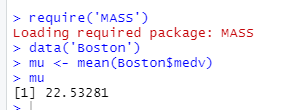 > require('MASS')
Loading required package: MASS
> data('Boston')
> mu <- mean(Boston$medv)
> mu
[1] 22.53281
>